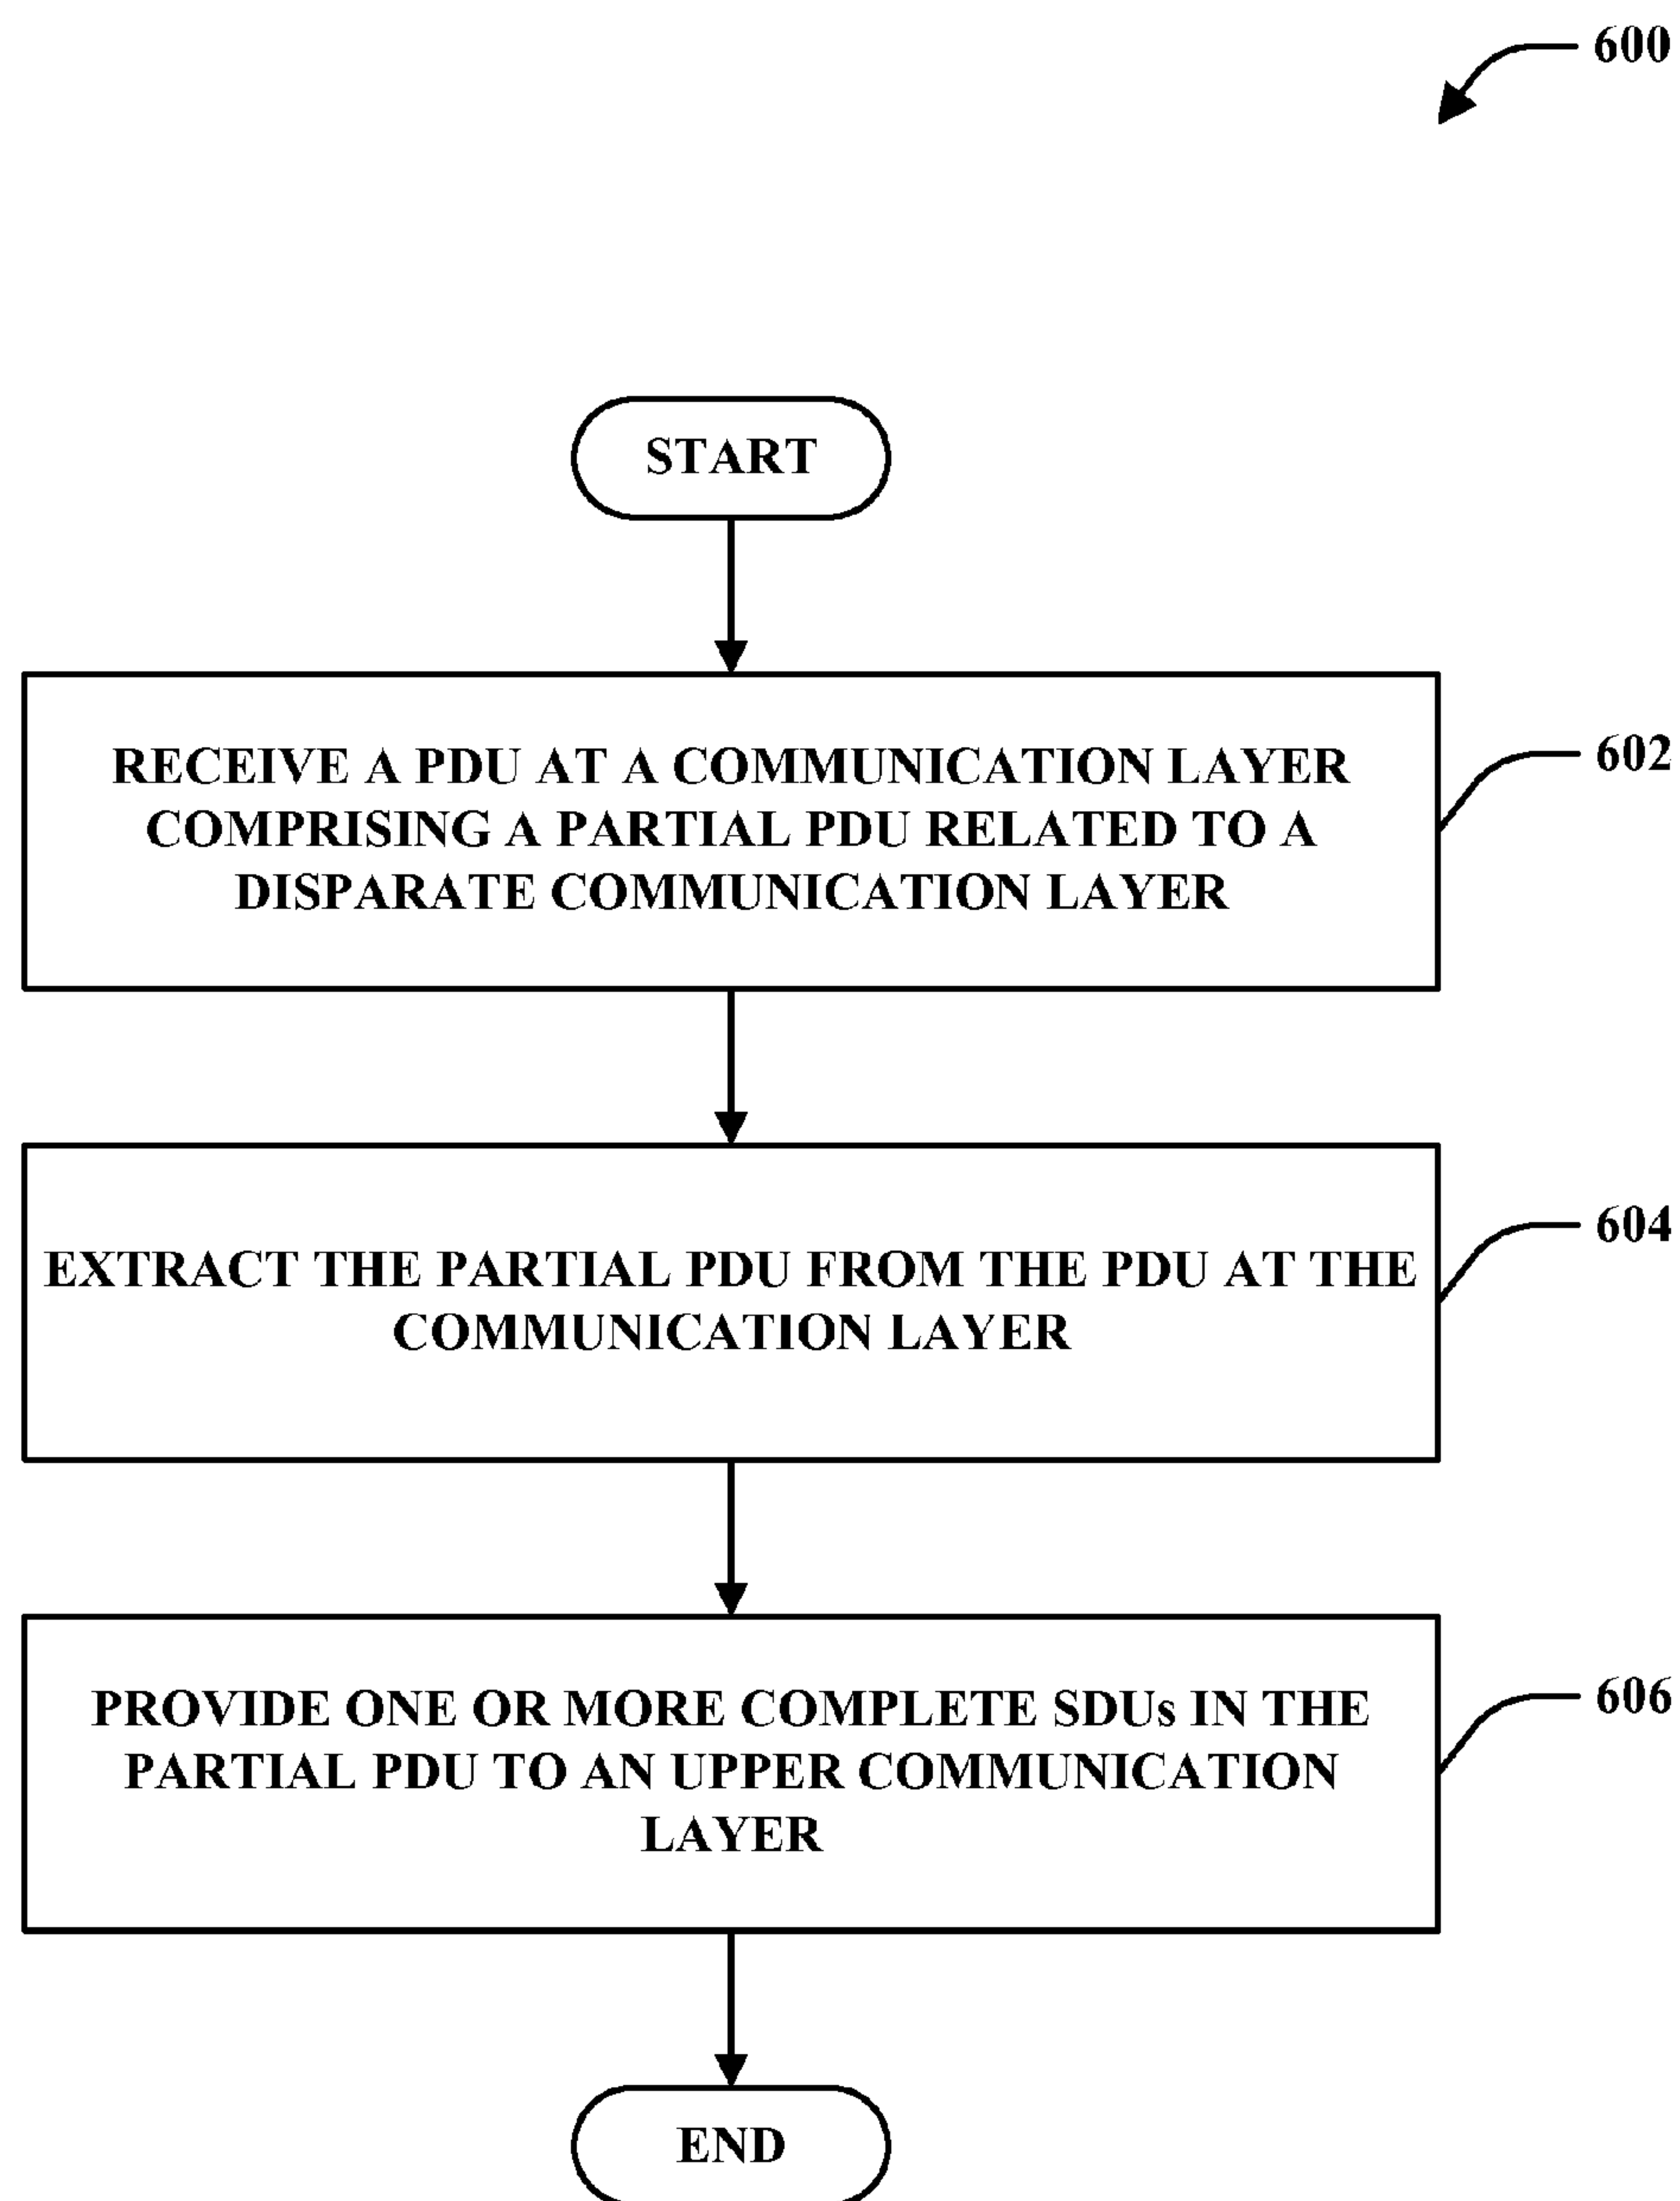 600
START
RECEIVE A PDU AT A COMMUNICATION LAYER
COMPRISING A PARTIAL PDU RELATED TO A
DISPARATE COMMUNICATION LAYER
602
EXTRACT THE PARTIAL PDU FROM THE PDU AT THE
COMMUNICATION LAYER
604
PROVIDE ONE OR MORE COMPLETE SDUs IN THE
PARTIAL PDU TO AN UPPER COMMUNICATION
LAYER
606
END